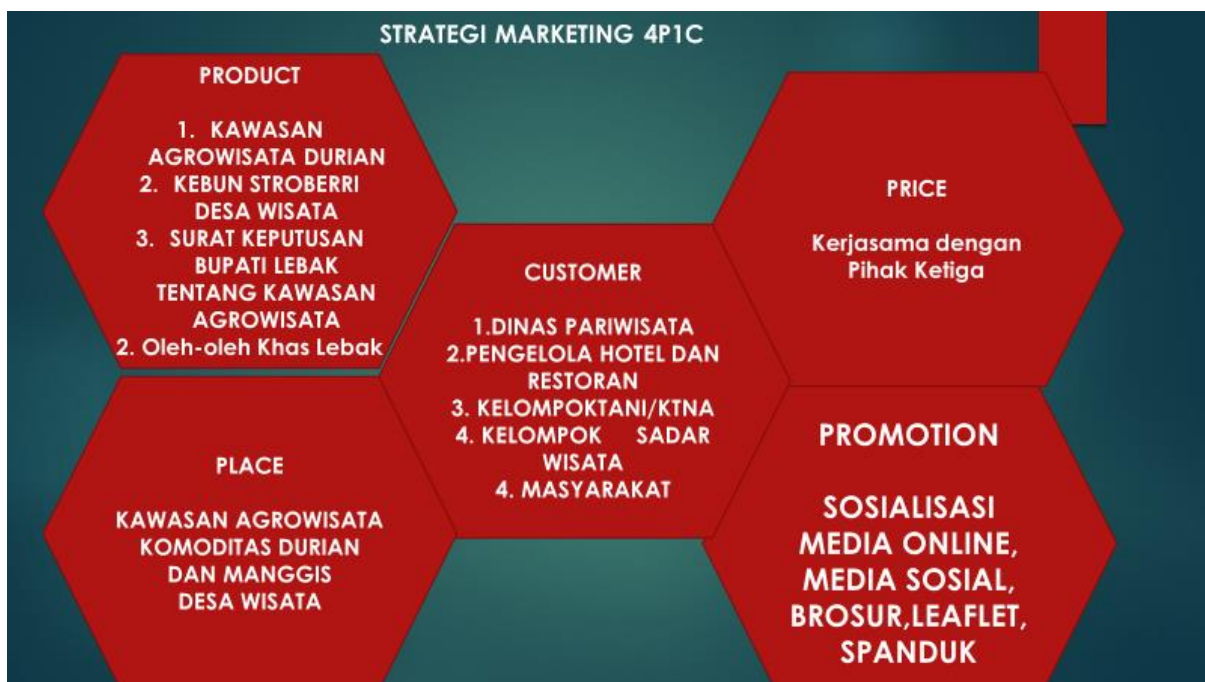 STRATEGI MARKETING 4P1C
PRODUCT
1. KAWASAN
AGROWISATA DURIAN
2. KEBUN STROBERRI
DESA WISATA
3. SURAT KEPUTUSAN
BUPATI LEBAK
TENTANG KAWASAN
AGROWISATA
2. Oleh-oleh Khas Lebak
PRICE
Kerjasama dengan
Pihak Ketiga
CUSTOMER
1.DINAS PARIWISATA
2.PENGELOLA HOTEL DAN
RESTORAN
3. KELOMPOKTANI/KTNA
4. KELOMPOK SADAR
WISATA
4. MASYARAKAT
PLACE
KAWASAN AGROWISATA
KOMODITAS DURIAN
DAN MANGGIS
DESA WISATA
PROMOTION
SOSIALISASI
MEDIA ONLINE,
MEDIA SOSIAL,
BROSUR,LEAFLET,
SPANDUK